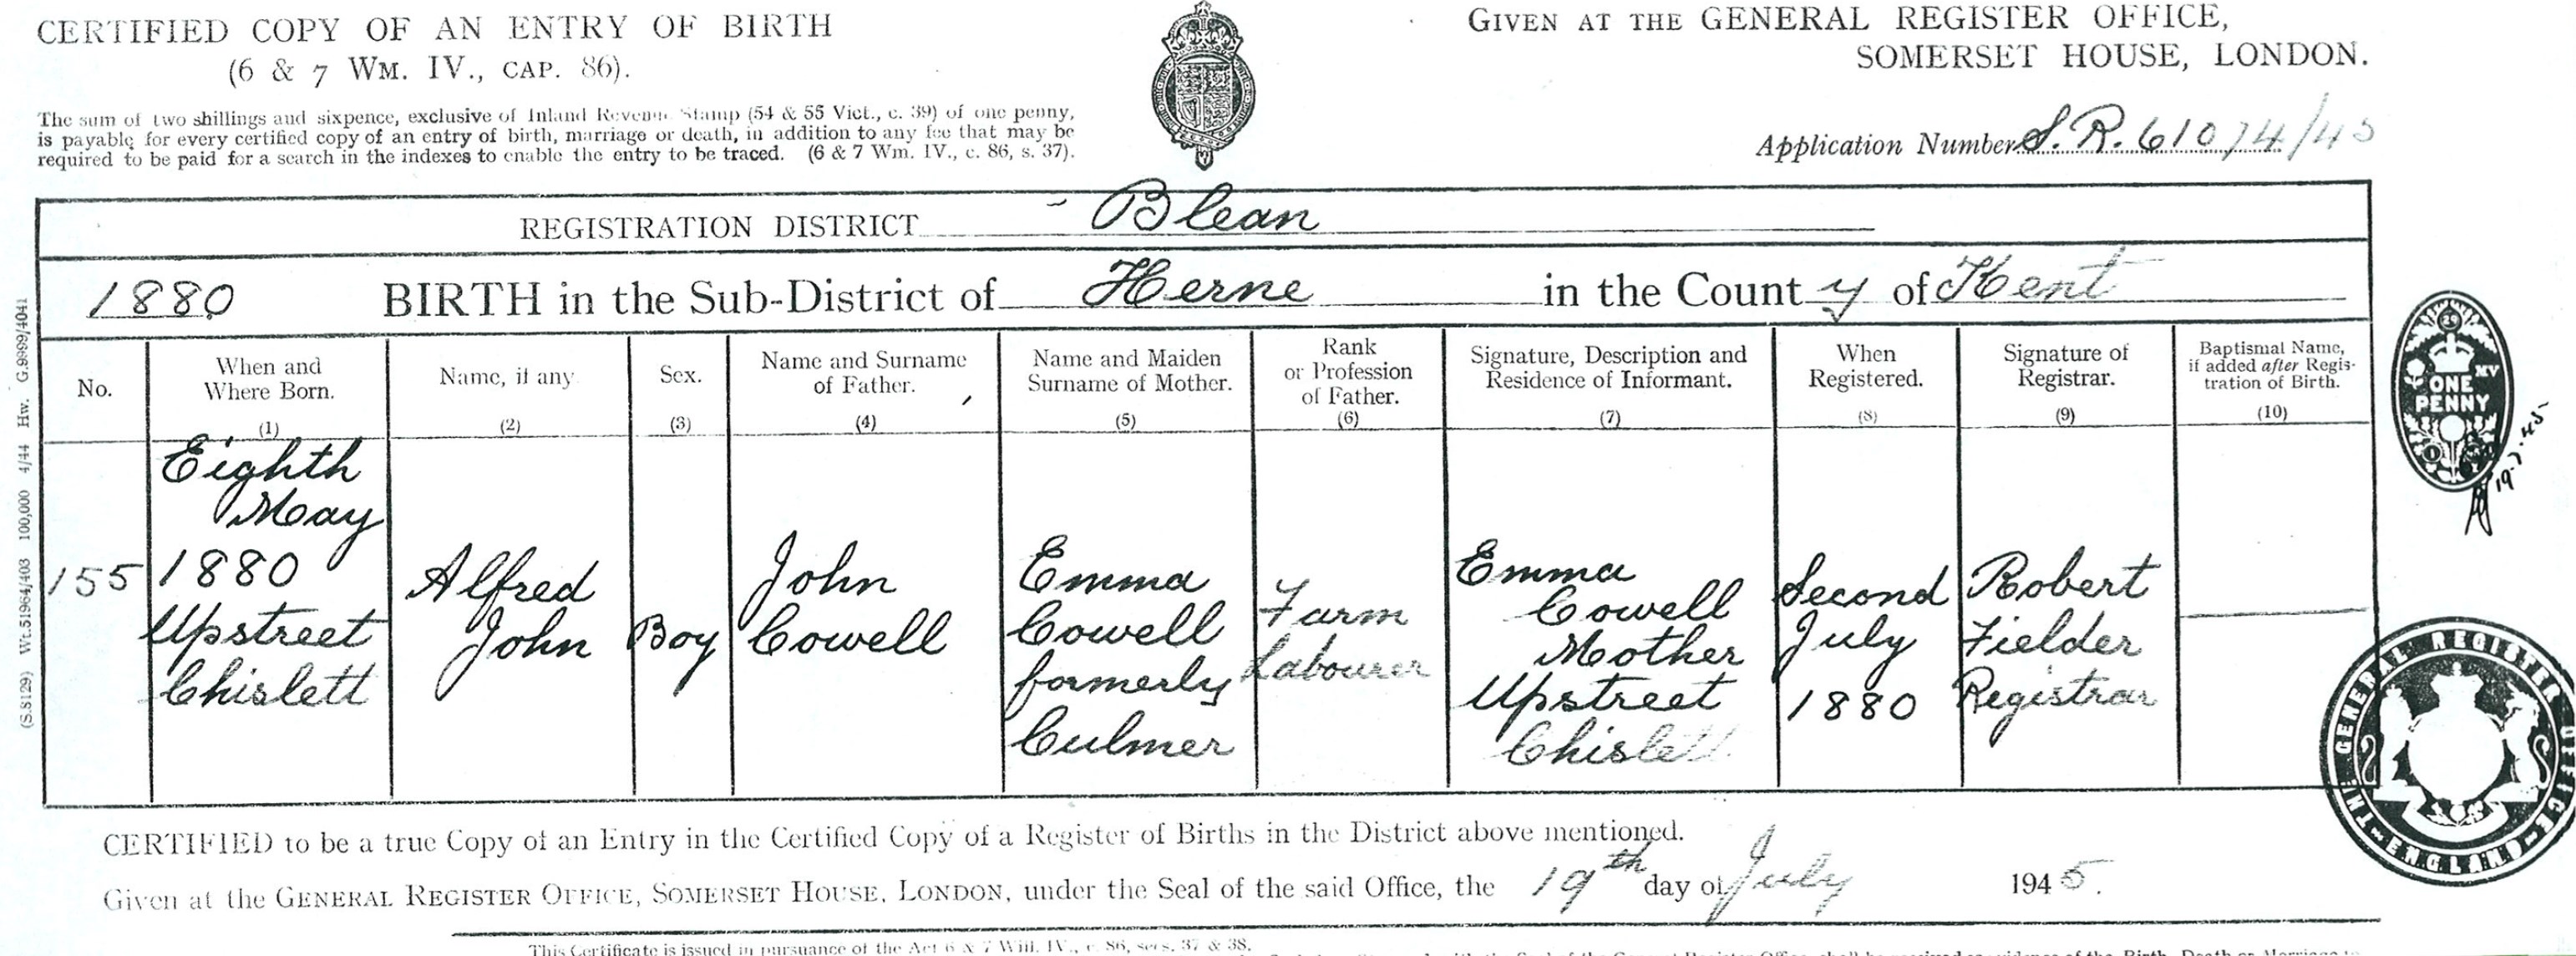 CERTIFIED COPY OF AN ENTRY OF BIRTH
(6 & 7 WM. IV., CAP. 86).
GIVEN AT THE GENERAL REGISTER OFFICE,
SOMERSET HOUSE, LONDON.
The sum of two shillings and sixpence, exclusive of Inland Revenue Stamp (54 & 55 Vict., c. 39) of one penny,
is payable for every certified copy of an entry of birth, marriage or death, in addition to any fee that may be
required to be paid for a search in the indexes to enable the entry to be traced. (6 & 7 Wm. IV., c. 86, s. 37).
Application Number S.R. 61074/45
REGISTRATION DISTRICT Blean
1880 BIRTH in the Sub-District of Herne in the County of Kent
No.
When and
Where Born.
(1)
Name, if any
(2)
Sex.
(3)
Name and Surname
of Father.
(4)
Name and Maiden
Surname of Mother.
(5)
Rank
or Profession
of Father.
(6)
Signature, Description and
Residence of Informant.
(7)
When
Registered.
(8)
Signature of
Registrar.
(9)
Baptismal Name,
if added after Regis-
tration of Birth.
(10)
155
Eighth
May
1880
Upstreet
Chislett
Alfred
John
Boy
John
Cowell
Emma
Cowell
formerly
Culmer
Farm
Labourer
Emma
Cowell
Mother
Upstreet
Chislett
Second
July
1880
Robert
Fielder
Registrar
ONE
PENNY
19.7.45
GENERAL REGISTER OFFICE
ENGLAND
(S.8129) Wt.51964/403 100,000 4/44 Hw. G.9999/4041
CERTIFIED to be a true Copy of an Entry in the Certified Copy of a Register of Births in the District above mentioned.
Given at the GENERAL REGISTER OFFICE, SOMERSET HOUSE, LONDON, under the Seal of the said Office, the 19th day of July 1945.
This Certificate is issued in pursuance of the Act 6 & 7 Will. IV., c. 86, secs. 37 & 38.